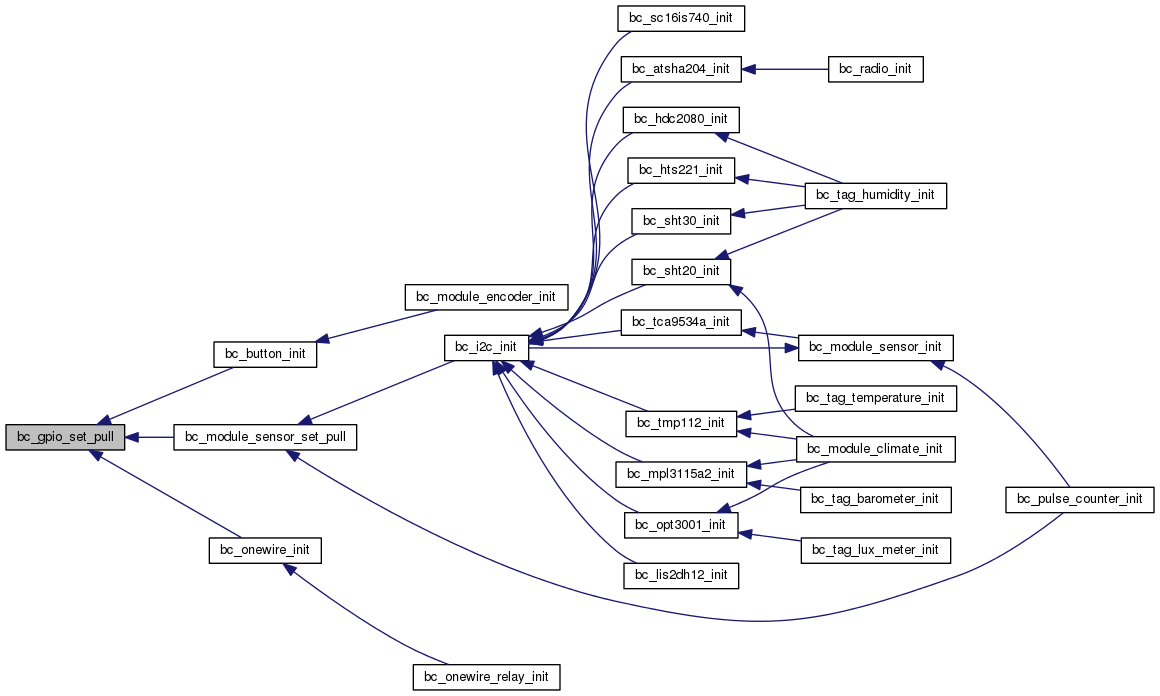 bc_sc16is740_init
bc_atsha204_init
bc_radio_init
bc_hdc2080_init
bc_hts221_init
bc_tag_humidity_init
bc_sht30_init
bc_sht20_init
bc_module_encoder_init
bc_tca9534a_init
bc_button_init
bc_i2c_init
bc_module_sensor_init
bc_tag_temperature_init
bc_tmp112_init
bc_gpio_set_pull
bc_module_sensor_set_pull
bc_module_climate_init
bc_mpl3115a2_init
bc_tag_barometer_init
bc_pulse_counter_init
bc_opt3001_init
bc_onewire_init
bc_tag_lux_meter_init
bc_lis2dh12_init
bc_onewire_relay_init